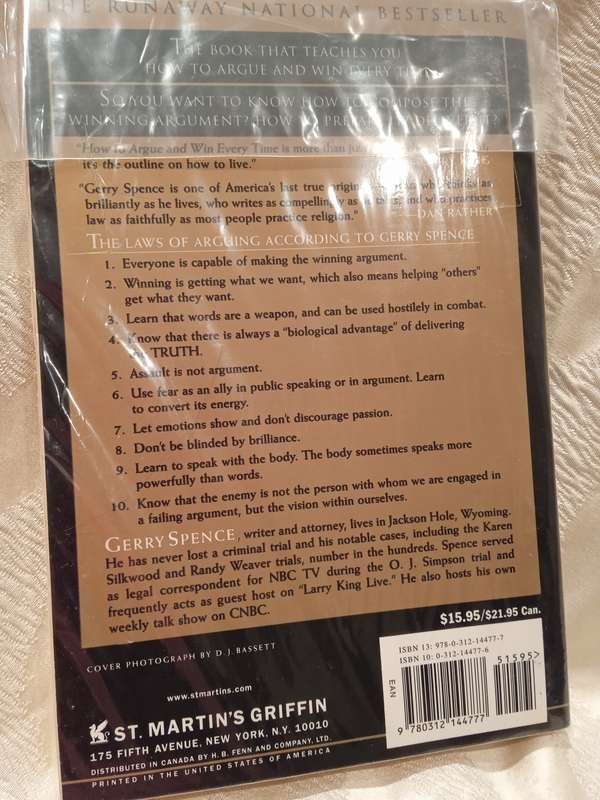 THE RUNAWAY NATIONAL BESTSELLER
THE BOOK THAT TEACHES YOU
HOW TO ARGUE AND WIN EVERY TIME
SO YOU WANT TO KNOW HOW TO COMPOSE THE
WINNING ARGUMENT? HOW TO
"How To Argue and Win Every Time is more than just
it's the outline on how to live."
"Gerry Spence is one of America's last true who thinks as
brilliantly as he lives, who writes as compellingly as he talks, and who practices
law as faithfully as most people practice religion." —DAN RATHER
THE LAWS OF ARGUING ACCORDING TO GERRY SPENCE
1. Everyone is capable of making the winning argument.
2. Winning is getting what we want, which also means helping "others"
get what they want.
3. Learn that words are a weapon, and can be used hostilely in combat.
4. Know that there is always a "biological advantage" of delivering
the TRUTH.
5. Assault is not argument.
6. Use fear as an ally in public speaking or in argument. Learn
to convert its energy.
7. Let emotions show and don't discourage passion.
8. Don't be blinded by brilliance.
9. Learn to speak with the body. The body sometimes speaks more
powerfully than words.
10. Know that the enemy is not the person with whom we are engaged in
a failing argument, but the vision within ourselves.
GERRY SPENCE, writer and attorney, lives in Jackson Hole, Wyoming.
He has never lost a criminal trial and his notable cases, including the Karen
Silkwood and Randy Weaver trials, number in the hundreds. Spence served
as legal correspondent for NBC TV during the O. J. Simpson trial and
frequently acts as guest host on "Larry King Live." He also hosts his own
weekly talk show on CNBC.
$15.95/$21.95 Can.
COVER PHOTOGRAPH BY D. J. BASSETT
ISBN 13: 978-0-312-14477-7
ISBN 10: 0-312-14477-6
51595>
EAN
9 780312 144777
www.stmartins.com
ST. MARTIN'S GRIFFIN
175 FIFTH AVENUE, NEW YORK, N.Y. 10010
DISTRIBUTED IN CANADA BY H. B. FENN AND COMPANY, LTD.
PRINTED IN THE UNITED STATES OF AMERICA